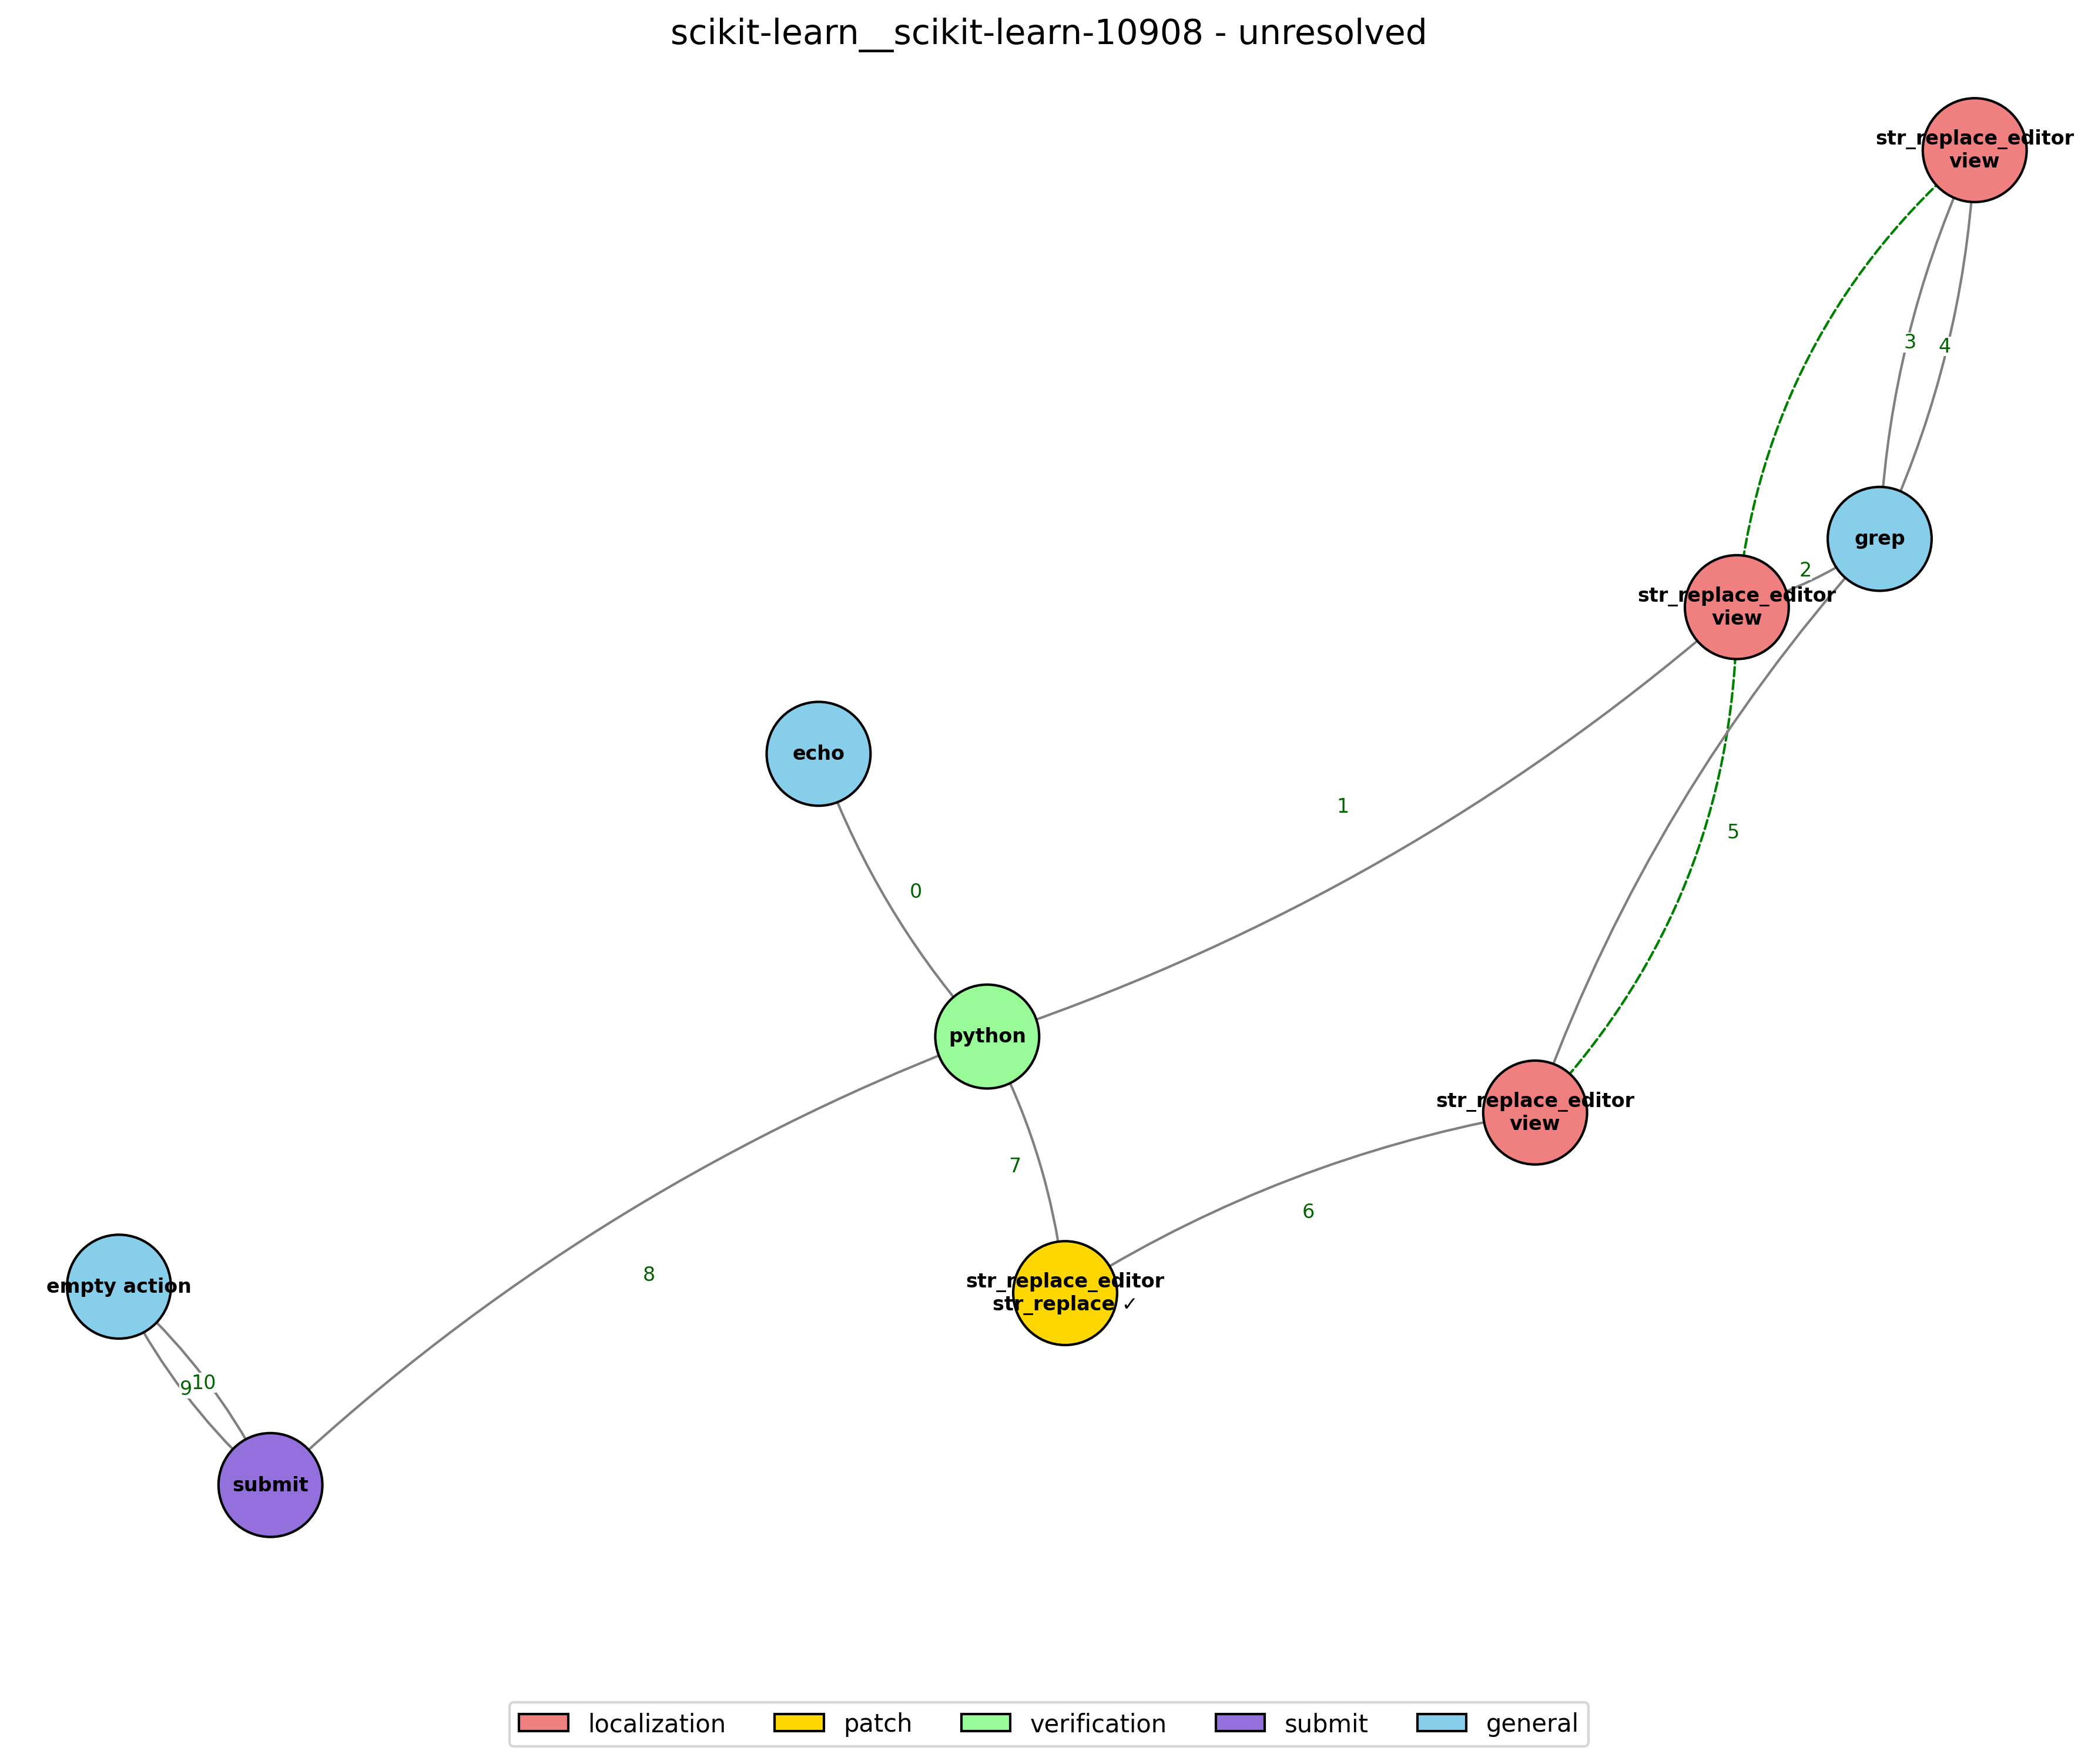 scikit-learn__scikit-learn-10908 - unresolved
str_replace_editor
view
3
4
grep
2
str_replace_editor
view
echo
1
5
0
python
str_replace_editor
view
7
6
8
empty action
str_replace_editor
str_replace ✓
9
10
submit
localization
patch
verification
submit
general